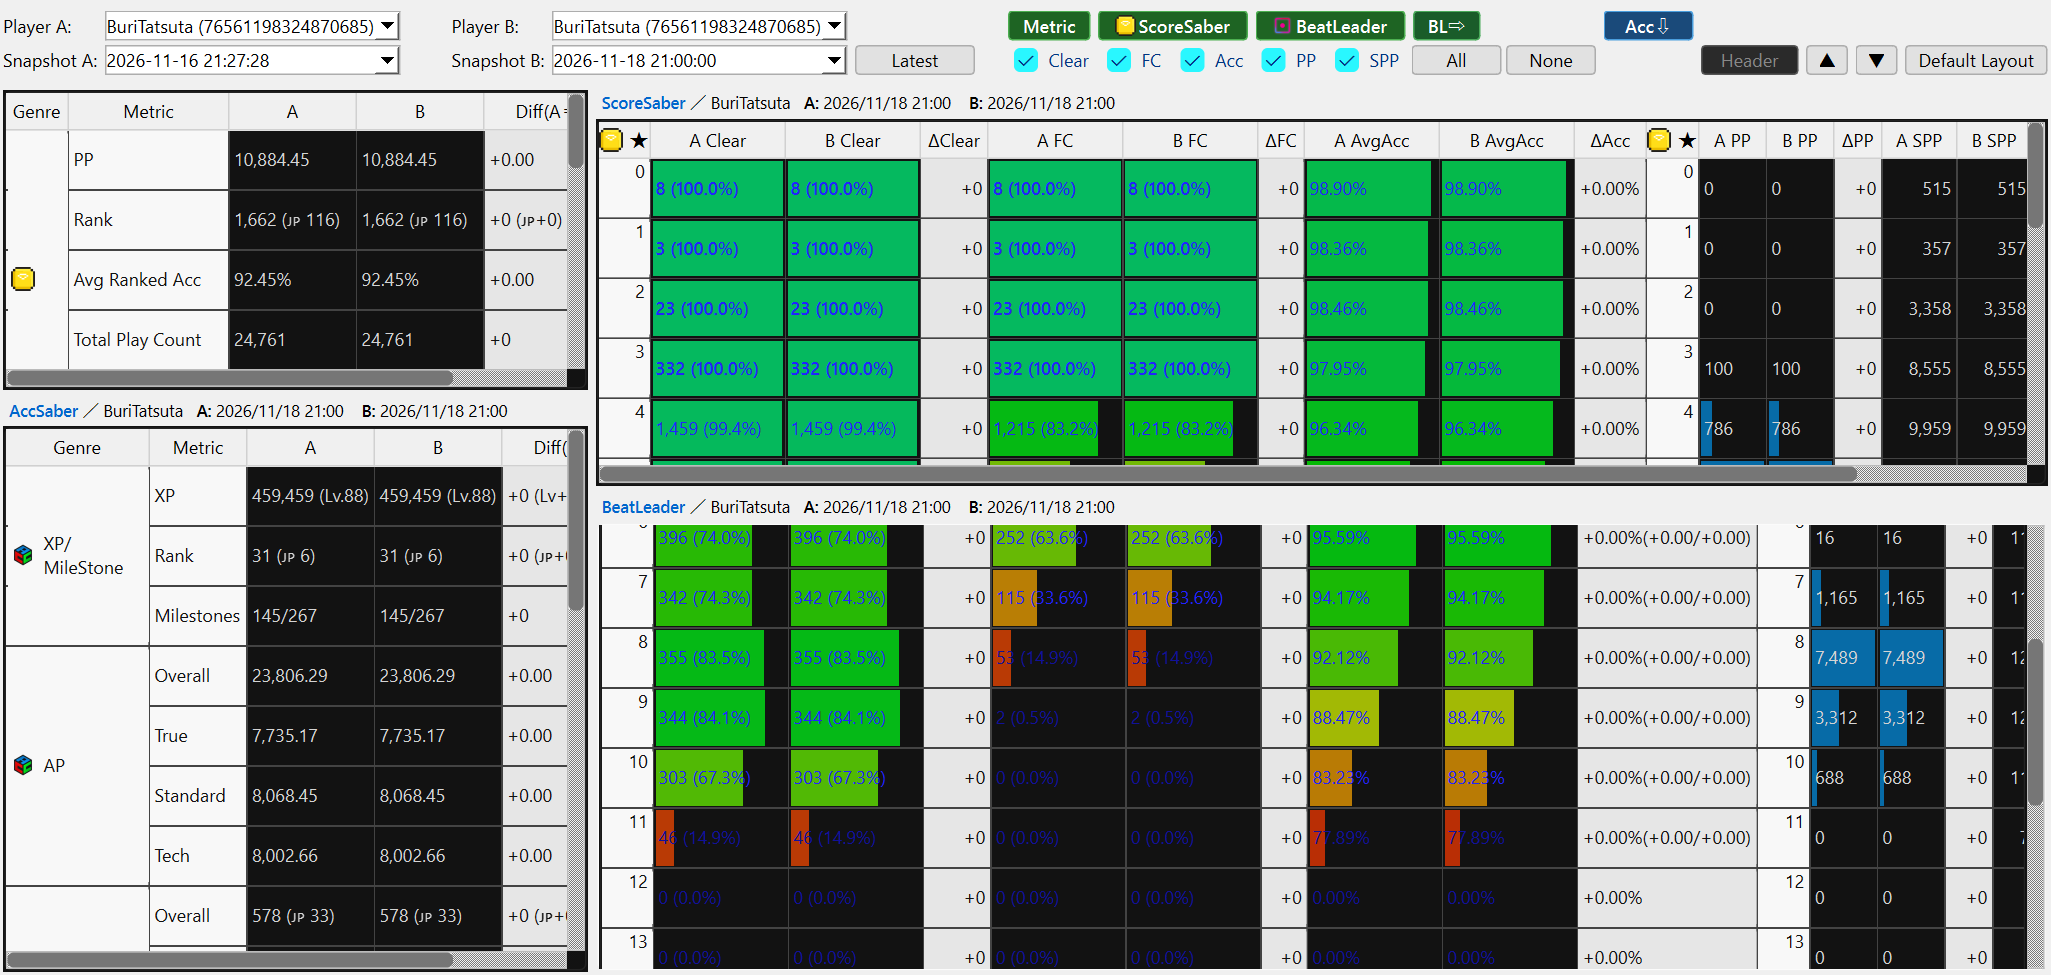 Player A: BuriTatsuta (76561198324870685) Player B: BuriTatsuta (76561198324870685) Metric ScoreSaber BeatLeader BL⇨ Acc⇩
Snapshot A: 2026-11-16 21:27:28 Snapshot B: 2026-11-18 21:00:00 Latest Clear FC Acc PP SPP All None Header ▲ ▼ Default Layout
Genre Metric A B Diff(A
PP 10,884.45 10,884.45 +0.00
Rank 1,662 (JP 116) 1,662 (JP 116) +0 (JP+0)
Avg Ranked Acc 92.45% 92.45% +0.00
Total Play Count 24,761 24,761 +0
AccSaber / BuriTatsuta A: 2026/11/18 21:00 B: 2026/11/18 21:00
Genre Metric A B Diff(
XP/
MileStone
XP 459,459 (Lv.88) 459,459 (Lv.88) +0 (Lv+
Rank 31 (JP 6) 31 (JP 6) +0 (JP+
Milestones 145/267 145/267 +0
AP
Overall 23,806.29 23,806.29 +0.00
True 7,735.17 7,735.17 +0.00
Standard 8,068.45 8,068.45 +0.00
Tech 8,002.66 8,002.66 +0.00
Overall 578 (JP 33) 578 (JP 33) +0 (JP+
ScoreSaber / BuriTatsuta A: 2026/11/18 21:00 B: 2026/11/18 21:00
★ A Clear B Clear ΔClear A FC B FC ΔFC A AvgAcc B AvgAcc ΔAcc ★ A PP B PP ΔPP A SPP B SPP
0 8 (100.0%) 8 (100.0%) +0 8 (100.0%) 8 (100.0%) +0 98.90% 98.90% +0.00% 0 0 0 +0 515 515
1 3 (100.0%) 3 (100.0%) +0 3 (100.0%) 3 (100.0%) +0 98.36% 98.36% +0.00% 1 0 0 +0 357 357
2 23 (100.0%) 23 (100.0%) +0 23 (100.0%) 23 (100.0%) +0 98.46% 98.46% +0.00% 2 0 0 +0 3,358 3,358
3 332 (100.0%) 332 (100.0%) +0 332 (100.0%) 332 (100.0%) +0 97.95% 97.95% +0.00% 3 100 100 +0 8,555 8,555
4 1,459 (99.4%) 1,459 (99.4%) +0 1,215 (83.2%) 1,215 (83.2%) +0 96.34% 96.34% +0.00% 4 786 786 +0 9,959 9,959
BeatLeader / BuriTatsuta A: 2026/11/18 21:00 B: 2026/11/18 21:00
396 (74.0%) 396 (74.0%) +0 252 (63.6%) 252 (63.6%) +0 95.59% 95.59% +0.00%(+0.00/+0.00) 16 16 +0
7 342 (74.3%) 342 (74.3%) +0 115 (33.6%) 115 (33.6%) +0 94.17% 94.17% +0.00%(+0.00/+0.00) 7 1,165 1,165 +0
8 355 (83.5%) 355 (83.5%) +0 53 (14.9%) 53 (14.9%) +0 92.12% 92.12% +0.00%(+0.00/+0.00) 8 7,489 7,489 +0
9 344 (84.1%) 344 (84.1%) +0 2 (0.5%) 2 (0.5%) +0 88.47% 88.47% +0.00%(+0.00/+0.00) 9 3,312 3,312 +0
10 303 (67.3%) 303 (67.3%) +0 0 (0.0%) 0 (0.0%) +0 83.23% 83.23% +0.00%(+0.00/+0.00) 10 688 688 +0
11 46 (14.9%) 46 (14.9%) +0 0 (0.0%) 0 (0.0%) +0 77.89% 77.89% +0.00%(+0.00/+0.00) 11 0 0 +0
12 0 (0.0%) 0 (0.0%) +0 0 (0.0%) 0 (0.0%) +0 0.00% 0.00% +0.00% 12 0 0 +0
13 0 (0.0%) 0 (0.0%) +0 0 (0.0%) 0 (0.0%) +0 0.00% 0.00% +0.00% 13 0 0 +0